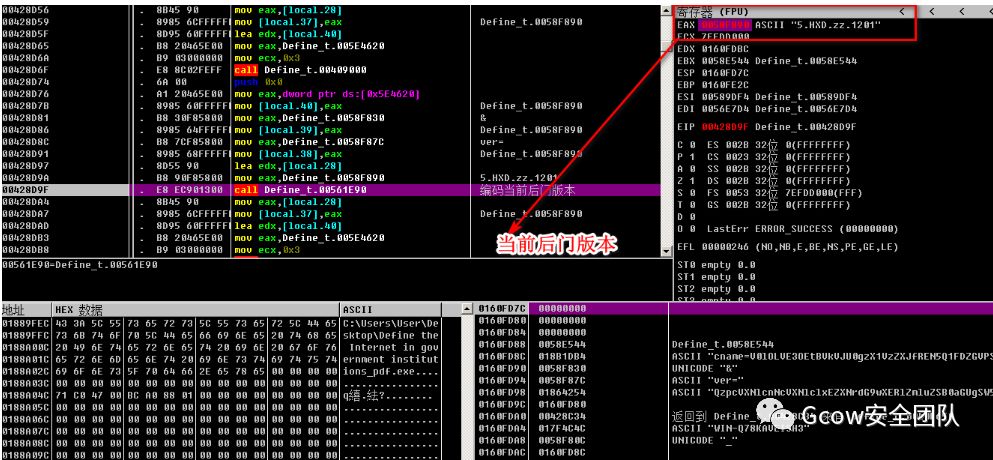 00428D56 . 8B45 90 mov eax,[local.28]
00428D59 . 8985 6CFFFFF mov [local.37],eax Define_t.0058F890
00428D5F . 8D95 60FFFFF lea edx,[local.40]
00428D65 . B8 20465E00 mov eax,Define_t.005E4620
00428D6A . B9 03000000 mov ecx,0x3
00428D6F . E8 8C02FEFF call Define_t.00409000
00428D74 . 6A 00 push 0x0
00428D76 . A1 20465E00 mov eax,dword ptr ds:[0x5E4620]
00428D7B . 8985 60FFFFF mov [local.40],eax Define_t.0058F890
00428D81 . B8 30F85800 mov eax,Define_t.0058F830 &
00428D86 . 8985 64FFFFF mov [local.39],eax Define_t.0058F890
00428D8C . B8 7CF85800 mov eax,Define_t.0058F87C ver=
00428D91 . 8985 68FFFFF mov [local.38],eax Define_t.0058F890
00428D97 . 8D55 90 lea edx,[local.28]
00428D9A . B8 90F85800 mov eax,Define_t.0058F890 5.HXD.zz.1201
00428D9F . E8 EC901300 call Define_t.00561E90 编码当前后门版本
00428DA4 . 8B45 90 mov eax,[local.28]
00428DA7 . 8985 6CFFFFF mov [local.37],eax Define_t.0058F890
00428DAD . 8D95 60FFFFF lea edx,[local.40]
00428DB3 . B8 20465E00 mov eax,Define_t.005E4620
00428DB8 . B9 03000000 mov ecx,0x3
00561E90=Define_t.00561E90
当前后门版本
寄存器 (FPU) < < < <
EAX 0058F890 ASCII "5.HXD.zz.1201"
ECX 7EFDD000
EDX 0160FDBC
EBX 0058E544 Define_t.0058E544
ESP 0160FD7C
EBP 0160FE2C
ESI 00589DF4 Define_t.00589DF4
EDI 0056E7D4 Define_t.0056E7D4
EIP 00428D9F Define_t.00428D9F
C 0 ES 002B 32位 0(FFFFFFFF)
P 1 CS 0023 32位 0(FFFFFFFF)
A 0 SS 002B 32位 0(FFFFFFFF)
Z 1 DS 002B 32位 0(FFFFFFFF)
S 0 FS 0053 32位 7EFDD000(FFF)
T 0 GS 002B 32位 0(FFFFFFFF)
D 0
O 0 LastErr ERROR_SUCCESS (00000000)
EFL 00000246 (NO,NB,E,BE,NS,PE,GE,LE)
ST0 empty 0.0
ST1 empty 0.0
ST2 empty 0.0
地址 HEX 数据 ASCII
01889FEC 43 3A 5C 55 73 65 72 73 5C 55 73 65 72 5C 44 65 C:\Users\User\De
01889FFC 73 6B 74 6F 70 5C 44 65 66 69 6E 65 20 74 68 65 sktop\Define the
0188A00C 20 49 6E 74 65 72 6E 65 74 20 69 6E 20 67 6F 76 Internet in gov
0188A01C 65 72 6E 6D 65 6E 74 20 69 6E 73 74 69 74 75 74 ernment institut
0188A02C 69 6F 6E 73 5F 70 64 66 2E 65 78 65 00 00 00 00 ions_pdf.exe....
0188A03C 00 00 00 00 00 00 00 00 00 00 00 00 00 00 00 00 ................
0188A04C 71 C0 47 00 BC A0 88 01 00 00 00 00 00 00 00 00
0188A05C 00 00 00 00 00 00 00 00 00 00 00 00 00 00 00 00 ................
0188A06C 00 00 00 00 00 00 00 00 00 00 00 00 00 00 00 00 ................
0188A07C 00 00 00 00 00 00 00 00 00 00 00 00 00 00 00 00 ................
0188A08C 00 00 00 00 00 00 00 00 00 00 00 00 00 00 00 00 ................
0188A09C 00 00 00 00 00 00 00 00 00 00 00 00 00 00 00 00 ................
0160FD7C 00000000
0160FD80 00000000
0160FD84 00000000
0160FD88 0058E544 Define_t.0058E544
0160FD8C 018B1DB4 ASCII
0160FD90 0058F830 UNICODE "&"
0160FD94 0058F87C ASCII "ver="
0160FD98 01864254 ASCII
0160FD9C 0160FD80
0160FDA0 00428C34 返回到
0160FDA4 017F4C4C ASCII
0160FDA8 0058F80C UNICODE "_"
0160FDAC 0160FD8C
Gcow安全团队